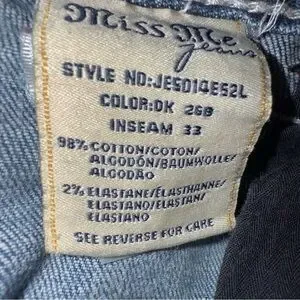 Miss Me
jeans
STYLE NO:JE5014ES2L
COLOR:DK 268
INSEAM 33
98% COTTON/COTON/
ALGODÓN/BAUMWOLLE/
ALGODÃO
2% ELASTANE/ÉLASTHANNE/
ELASTANO/ELASTAN/
ELASTANO
SEE REVERSE FOR CARE